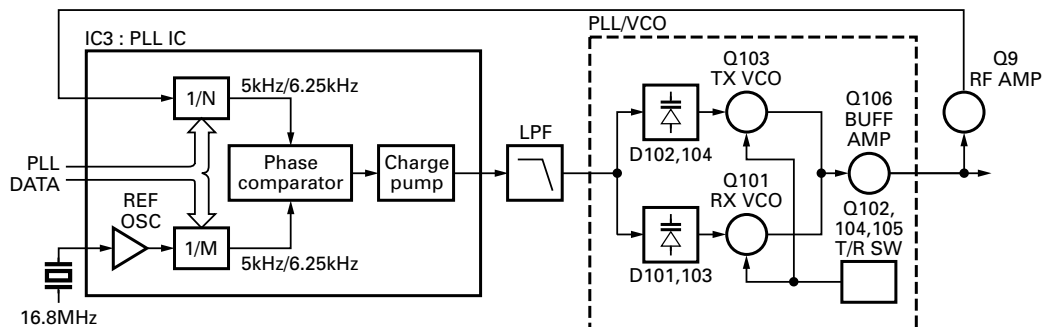 PLL/VCO
IC3 : PLL IC
5kHz/6.25kHz
1/N
Q103
TX VCO
Q9
RF AMP
Q106
BUFF
AMP
LPF
D102,104
PLL
DATA
Phase
comparator
Charge
pump
Q101
RX VCO
REF
OSC
1/M
5kHz/6.25kHz
D101,103
Q102,
104,105
T/R SW
16.8MHz